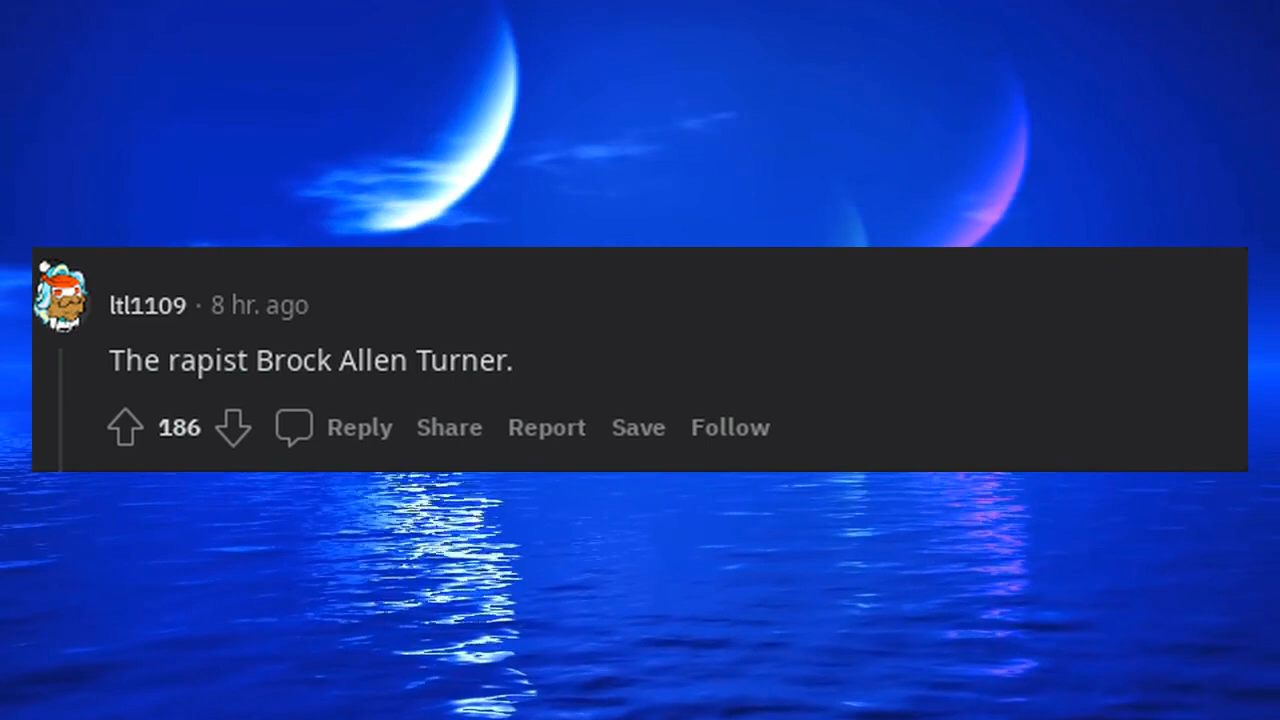 ltl1109 · 8 hr. ago
The rapist Brock Allen Turner.
186 Reply Share Report Save Follow